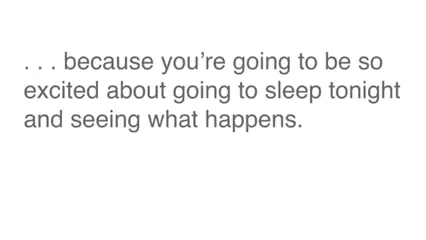 . . . because you’re going to be so
excited about going to sleep tonight
and seeing what happens.